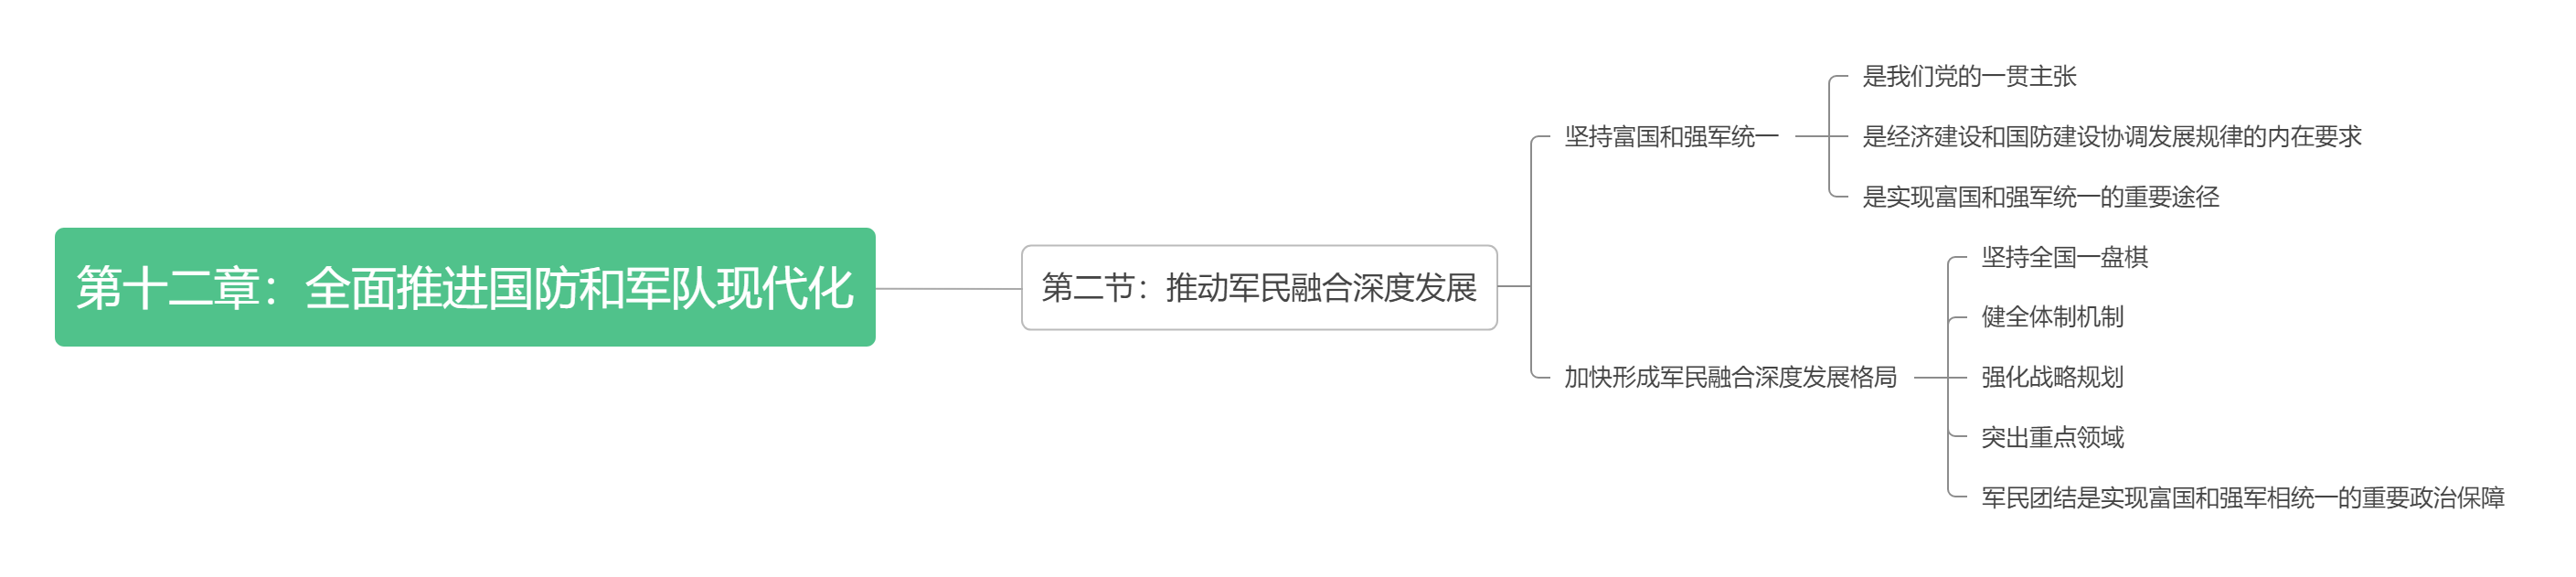 第十二章：全面推进国防和军队现代化
第二节：推动军民融合深度发展
坚持富国和强军统一
是我们党的一贯主张
是经济建设和国防建设协调发展规律的内在要求
是实现富国和强军统一的重要途径
加快形成军民融合深度发展格局
坚持全国一盘棋
健全体制机制
强化战略规划
突出重点领域
军民团结是实现富国和强军相统一的重要政治保障